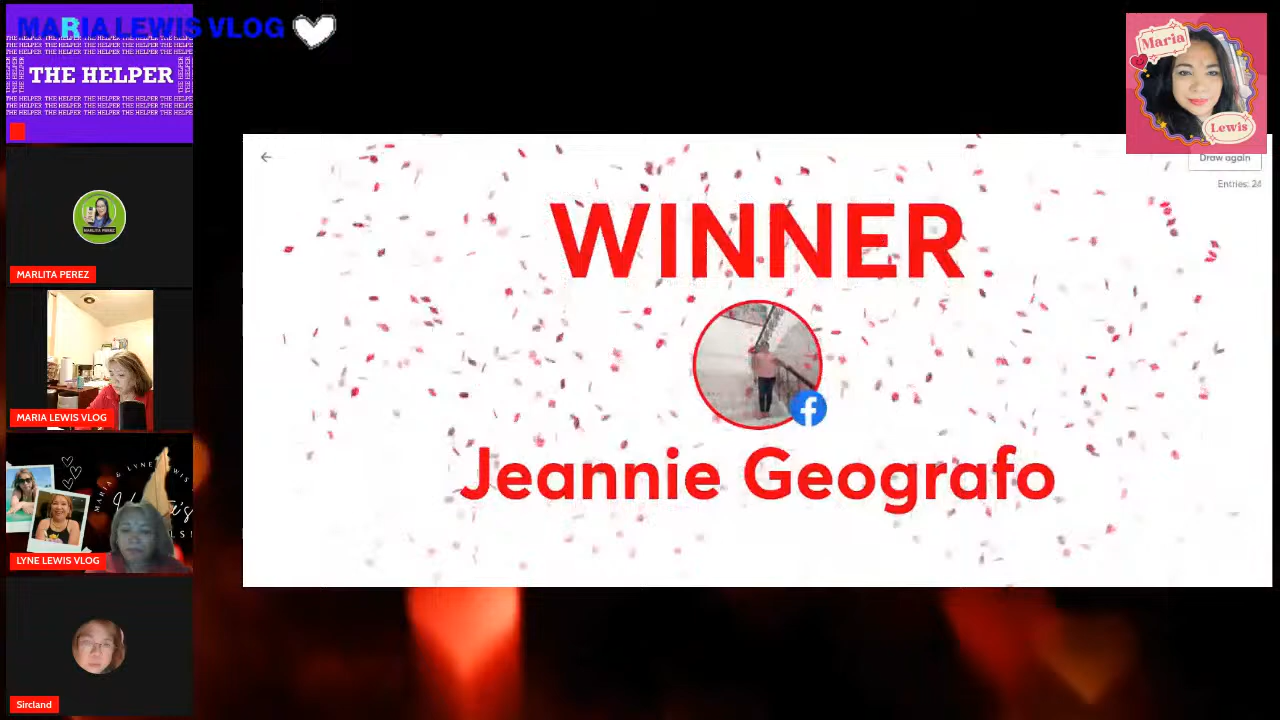 MARIA LEWIS VLOG
THE HELPER
MARLITA PEREZ
MARIA LEWIS VLOG
LYNE LEWIS VLOG
Sircland
Maria
Lewis
Draw again
Entries: 24
WINNER
Jeannie Geografo